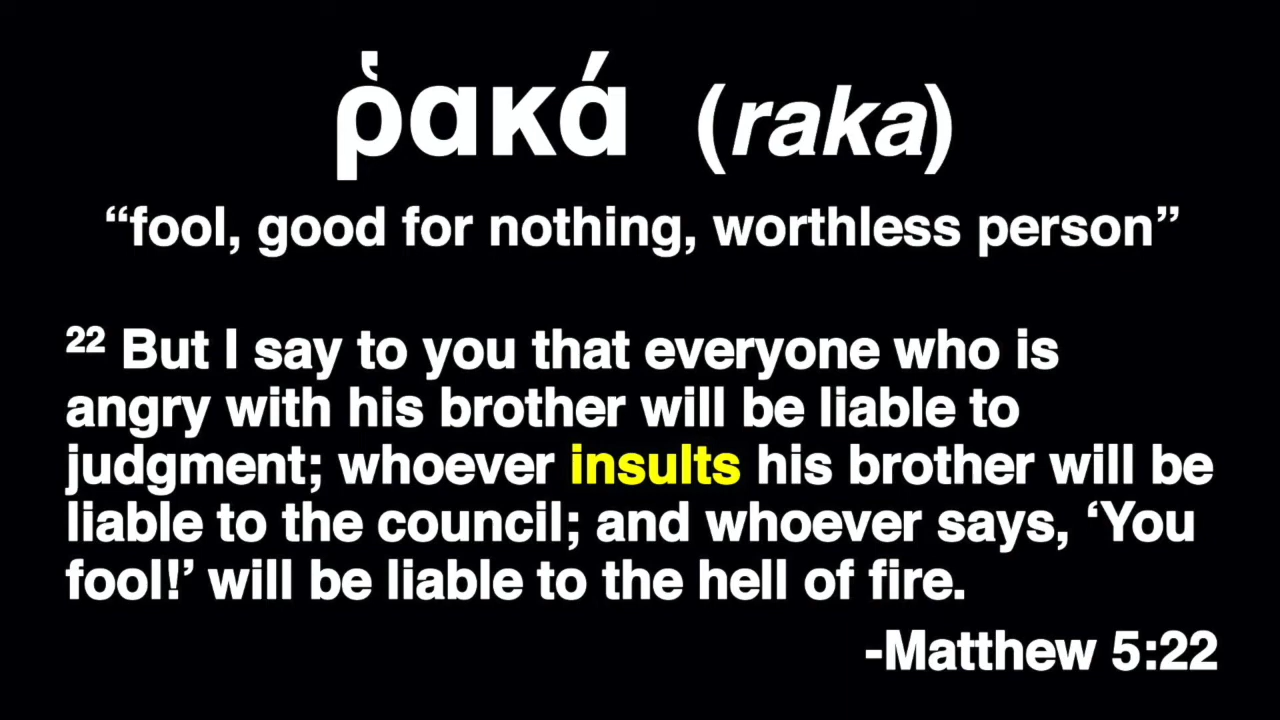 ῥακά (raka)
“fool, good for nothing, worthless person”
22 But I say to you that everyone who is
angry with his brother will be liable to
judgment; whoever insults his brother will be
liable to the council; and whoever says, ‘You
fool!’ will be liable to the hell of fire.
-Matthew 5:22